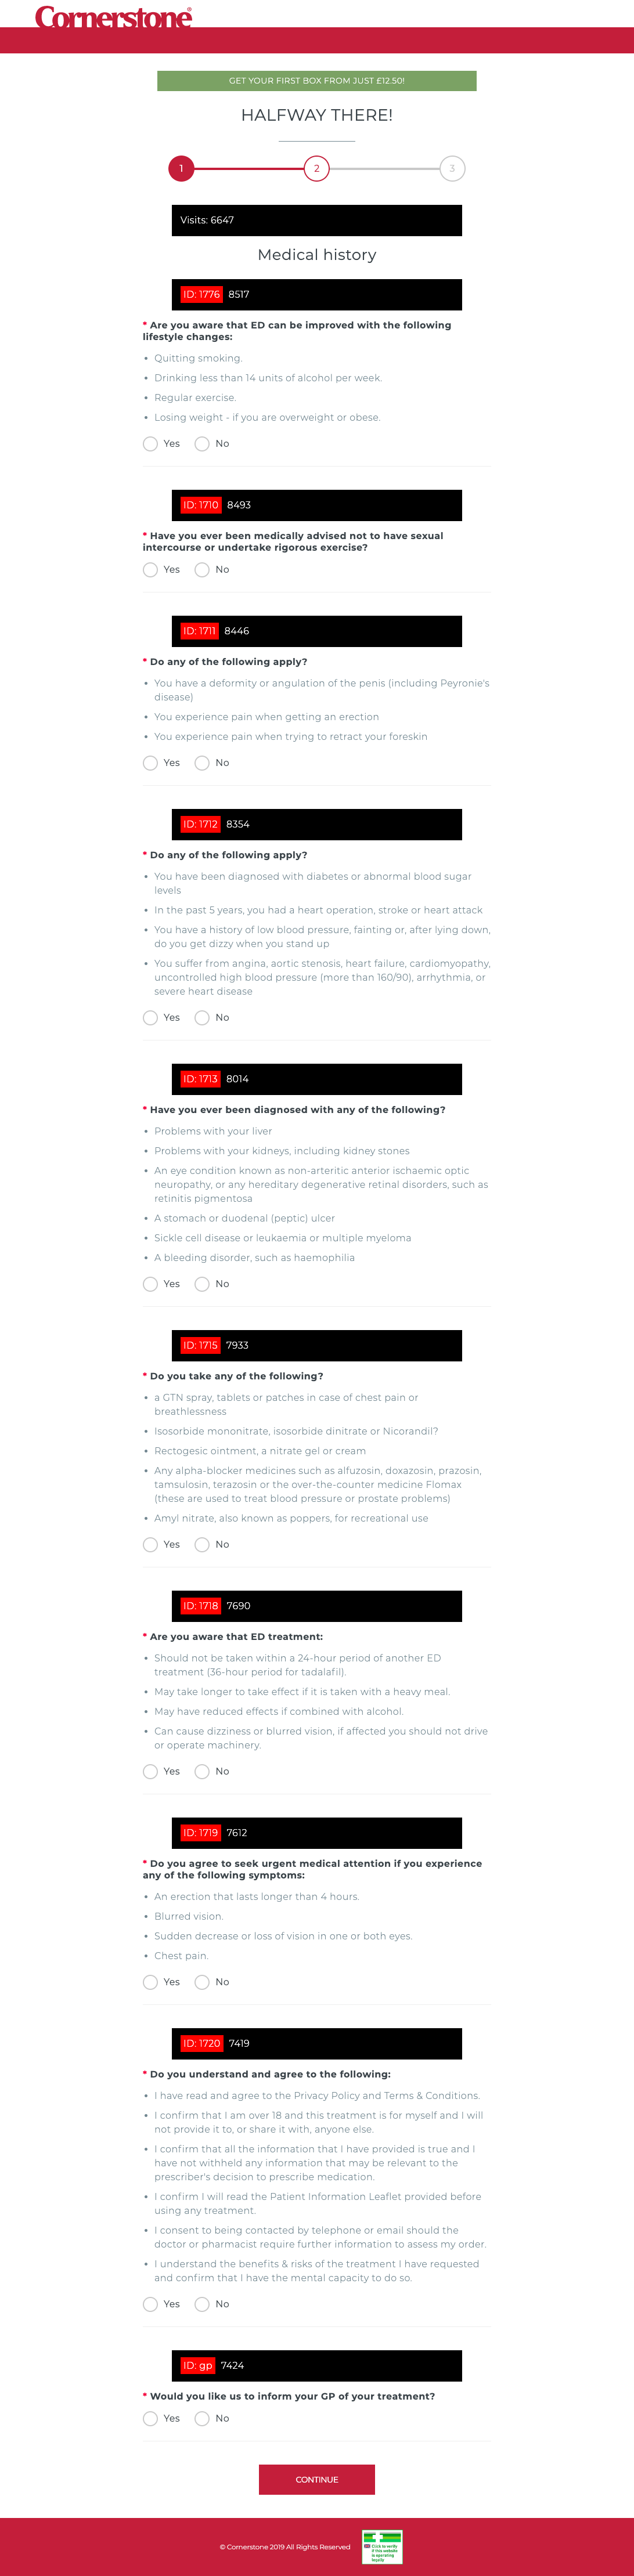 Cornerstone®
GET YOUR FIRST BOX FROM JUST £12.50!
HALFWAY THERE!
1
2
3
Visits: 6647
Medical history
ID: 1776 8517
* Are you aware that ED can be improved with the following
lifestyle changes:
• Quitting smoking.
• Drinking less than 14 units of alcohol per week.
• Regular exercise.
• Losing weight - if you are overweight or obese.
Yes No
ID: 1710 8493
* Have you ever been medically advised not to have sexual
intercourse or undertake rigorous exercise?
Yes No
ID: 1711 8446
* Do any of the following apply?
• You have a deformity or angulation of the penis (including Peyronie's
disease)
• You experience pain when getting an erection
• You experience pain when trying to retract your foreskin
Yes No
ID: 1712 8354
* Do any of the following apply?
• You have been diagnosed with diabetes or abnormal blood sugar
levels
• In the past 5 years, you had a heart operation, stroke or heart attack
• You have a history of low blood pressure, fainting or, after lying down,
do you get dizzy when you stand up
• You suffer from angina, aortic stenosis, heart failure, cardiomyopathy,
uncontrolled high blood pressure (more than 160/90), arrhythmia, or
severe heart disease
Yes No
ID: 1713 8014
* Have you ever been diagnosed with any of the following?
• Problems with your liver
• Problems with your kidneys, including kidney stones
• An eye condition known as non-arteritic anterior ischaemic optic
neuropathy, or any hereditary degenerative retinal disorders, such as
retinitis pigmentosa
• A stomach or duodenal (peptic) ulcer
• Sickle cell disease or leukaemia or multiple myeloma
• A bleeding disorder, such as haemophilia
Yes No
ID: 1715 7933
* Do you take any of the following?
• a GTN spray, tablets or patches in case of chest pain or
breathlessness
• Isosorbide mononitrate, isosorbide dinitrate or Nicorandil?
• Rectogesic ointment, a nitrate gel or cream
• Any alpha-blocker medicines such as alfuzosin, doxazosin, prazosin,
tamsulosin, terazosin or the over-the-counter medicine Flomax
(these are used to treat blood pressure or prostate problems)
• Amyl nitrate, also known as poppers, for recreational use
Yes No
ID: 1718 7690
* Are you aware that ED treatment:
• Should not be taken within a 24-hour period of another ED
treatment (36-hour period for tadalafil).
• May take longer to take effect if it is taken with a heavy meal.
• May have reduced effects if combined with alcohol.
• Can cause dizziness or blurred vision, if affected you should not drive
or operate machinery.
Yes No
ID: 1719 7612
* Do you agree to seek urgent medical attention if you experience
any of the following symptoms:
• An erection that lasts longer than 4 hours.
• Blurred vision.
• Sudden decrease or loss of vision in one or both eyes.
• Chest pain.
Yes No
ID: 1720 7419
* Do you understand and agree to the following:
• I have read and agree to the Privacy Policy and Terms & Conditions.
• I confirm that I am over 18 and this treatment is for myself and I will
not provide it to, or share it with, anyone else.
• I confirm that all the information that I have provided is true and I
have not withheld any information that may be relevant to the
prescriber's decision to prescribe medication.
• I confirm I will read the Patient Information Leaflet provided before
using any treatment.
• I consent to being contacted by telephone or email should the
doctor or pharmacist require further information to assess my order.
• I understand the benefits & risks of the treatment I have requested
and confirm that I have the mental capacity to do so.
Yes No
ID: gp 7424
* Would you like us to inform your GP of your treatment?
Yes No
CONTINUE
© Cornerstone 2019 All Rights Reserved
Click to verify
if this website
is operating
legally